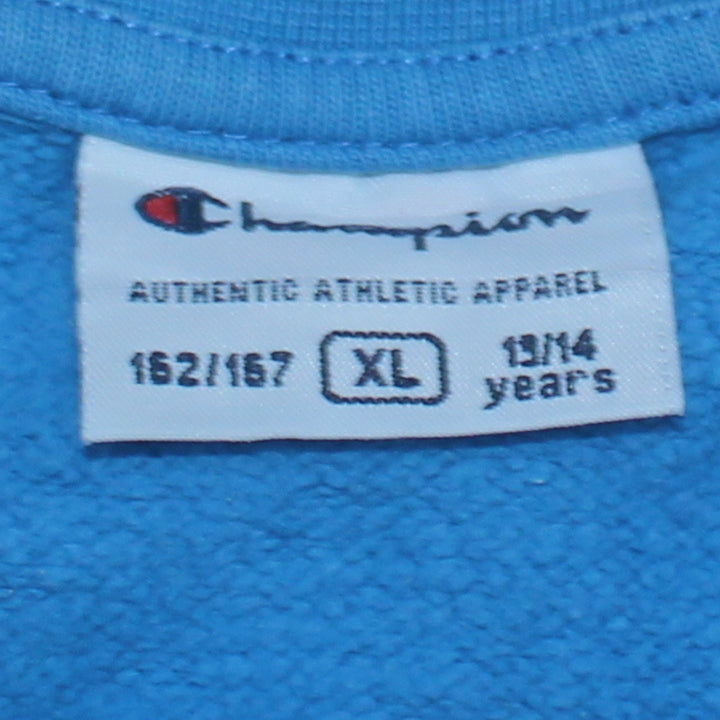 Champion
AUTHENTIC ATHLETIC APPAREL
162/167 XL 13/14 years